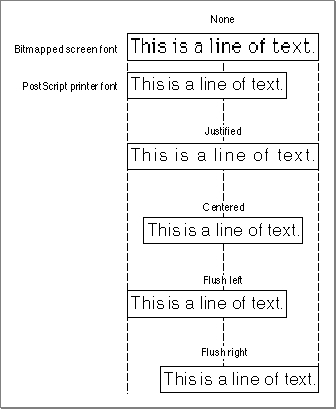 None
Bitmapped screen font This is a line of text.
PostScript printer font This is a line of text.
Justified
This is a line of text.
Centered
This is a line of text.
Flush left
This is a line of text.
Flush right
This is a line of text.